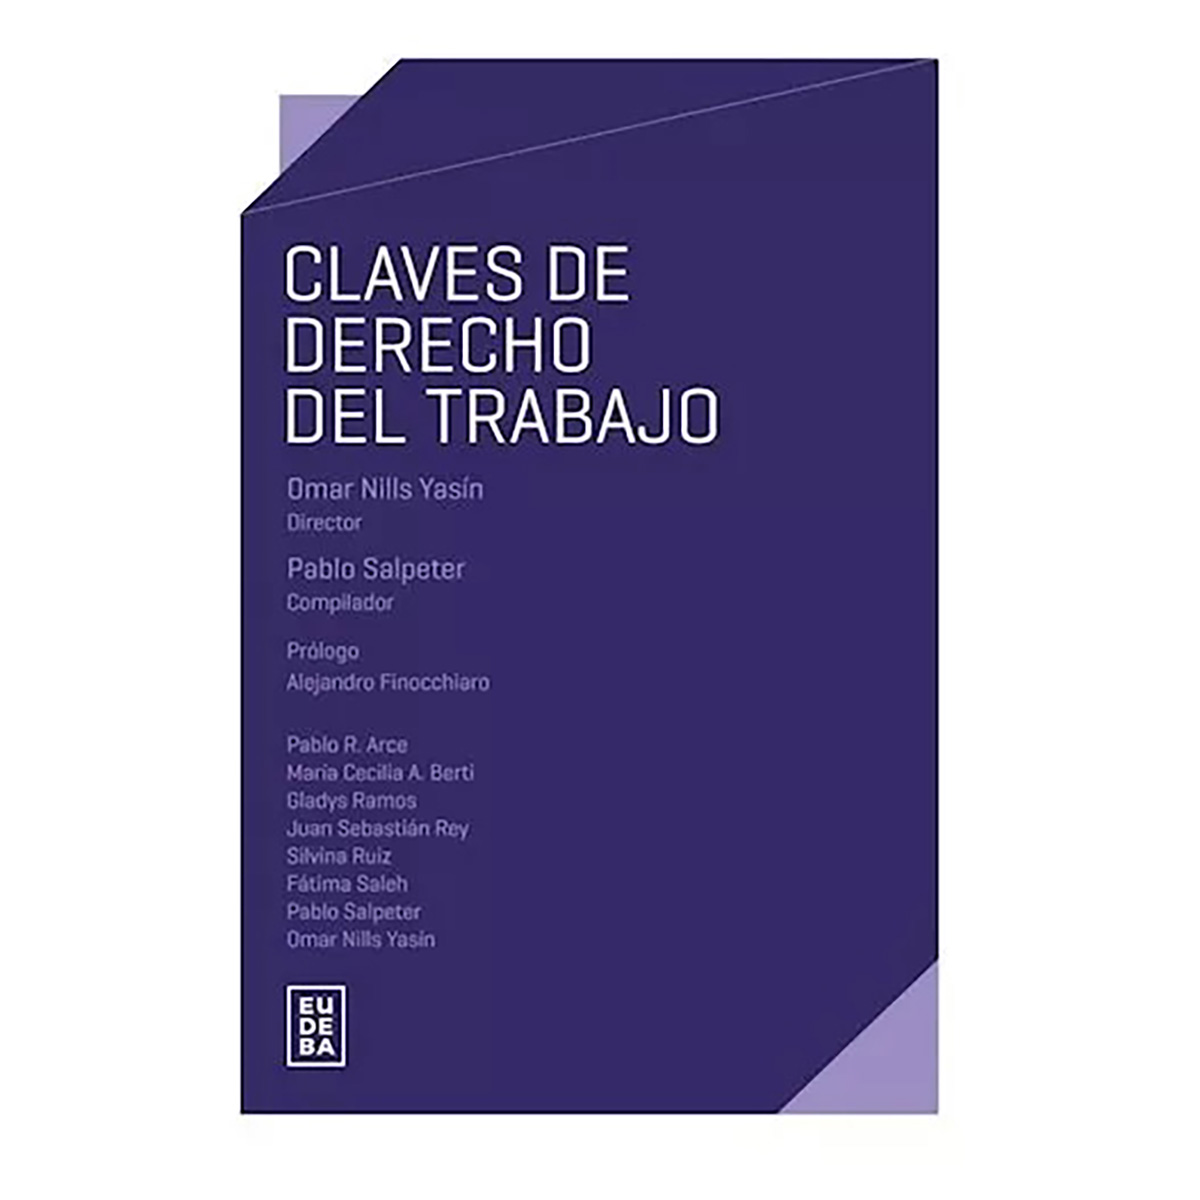 CLAVES DE
DERECHO
DEL TRABAJO
Omar Nills Yasín
Director
Pablo Salpeter
Compilador
Prólogo
Alejandro Finocchiaro
Pablo R. Arce
María Cecilia A. Berti
Gladys Ramos
Juan Sebastián Rey
Silvina Ruiz
Fátima Saleh
Pablo Salpeter
Omar Nills Yasín
EU
DE
BA